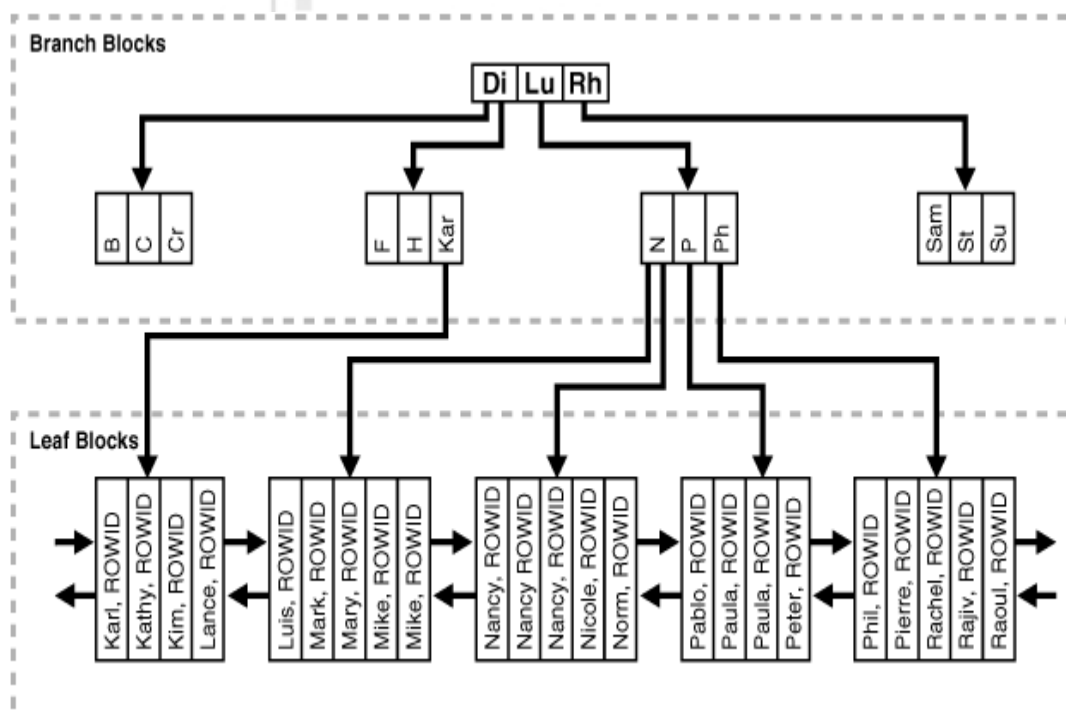 Branch Blocks
Di Lu Rh
B
C
Cr
F
H
Kar
N
P
Ph
Sam
St
Su
Leaf Blocks
Karl, ROWID
Kathy, ROWID
Kim, ROWID
Lance, ROWID
Luis, ROWID
Mark, ROWID
Mary, ROWID
Mike, ROWID
Mike, ROWID
Nancy, ROWID
Nancy ROWID
Nancy, ROWID
Nicole, ROWID
Norm, ROWID
Pablo, ROWID
Paula, ROWID
Paula, ROWID
Peter, ROWID
Phil, ROWID
Pierre, ROWID
Rachel, ROWID
Rajiv, ROWID
Raoul, ROWID